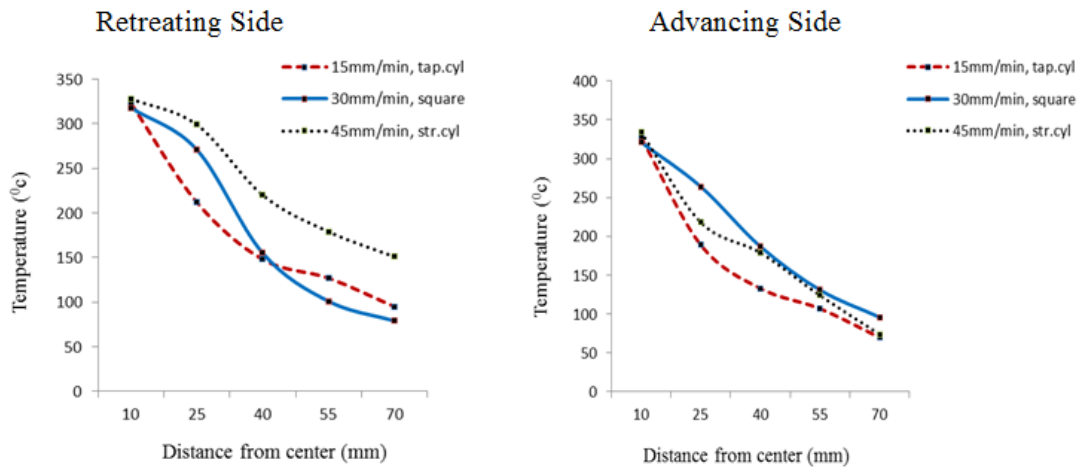 Retreating Side
15mm/min, tap.cyl
30mm/min, square
45mm/min, str.cyl
350
300
250
200
150
100
50
0
Temperature (⁰c)
10 25 40 55 70
Distance from center (mm)
Advancing Side
15mm/min, tap.cyl
30mm/min, square
45mm/min, str.cyl
400
350
300
250
200
150
100
50
0
Temperature (⁰c)
10 25 40 55 70
Distance from center (mm)